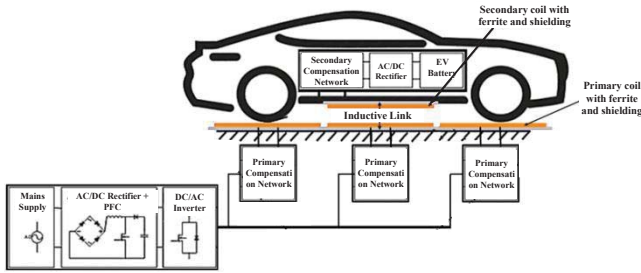 Secondary coil with
ferrite and shielding
Secondary
Compensation
Network
AC/DC
Rectifier
EV
Battery
Primary coil
with ferrite
and shielding
Inductive Link
Primary
Compensati
on Network
Primary
Compensati
on Network
Primary
Compensati
on Network
Mains
Supply
AC/DC Rectifier +
PFC
DC/AC
Inverter